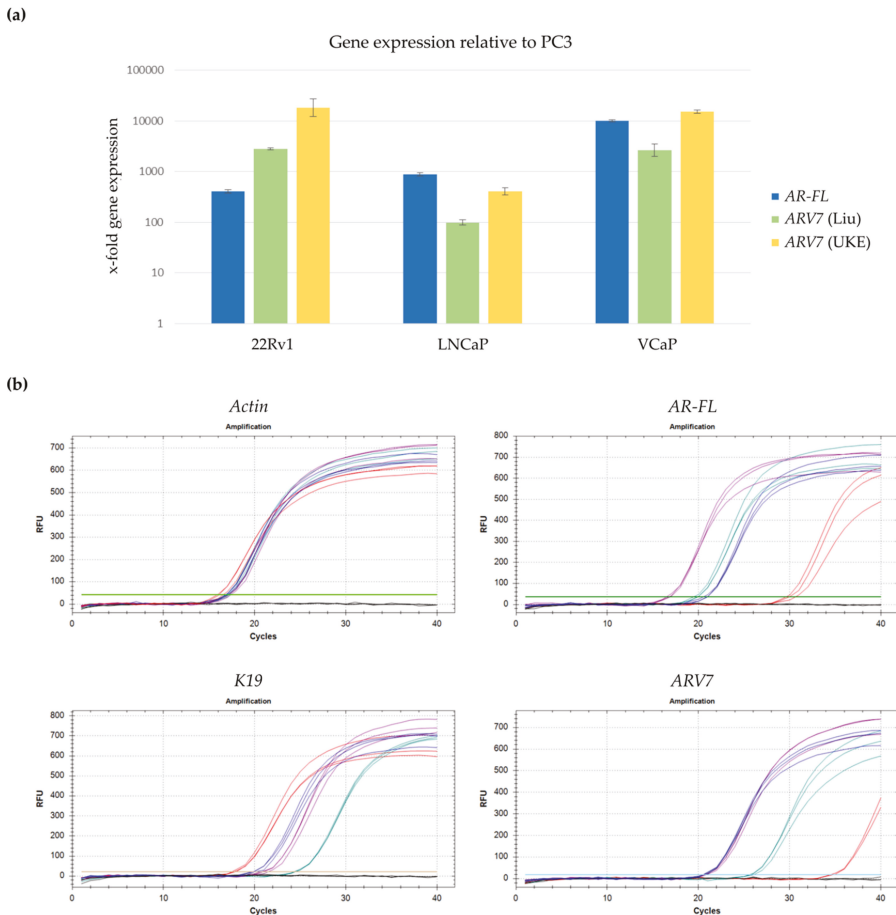 (a)
Gene expression relative to PC3
x-fold gene expression
100000
10000
1000
100
10
1
22Rv1
LNCaP
VCaP
AR-FL
ARV7 (Liu)
ARV7 (UKE)
(b)
Actin
Amplification
RFU
700
600
500
400
300
200
100
0
0 10 20 30 40
Cycles
AR-FL
Amplification
RFU
800
700
600
500
400
300
200
100
0
0 10 20 30 40
Cycles
K19
Amplification
RFU
800
700
600
500
400
300
200
100
0
0 10 20 30 40
Cycles
ARV7
Amplification
RFU
700
600
500
400
300
200
100
0
0 10 20 30 40
Cycles